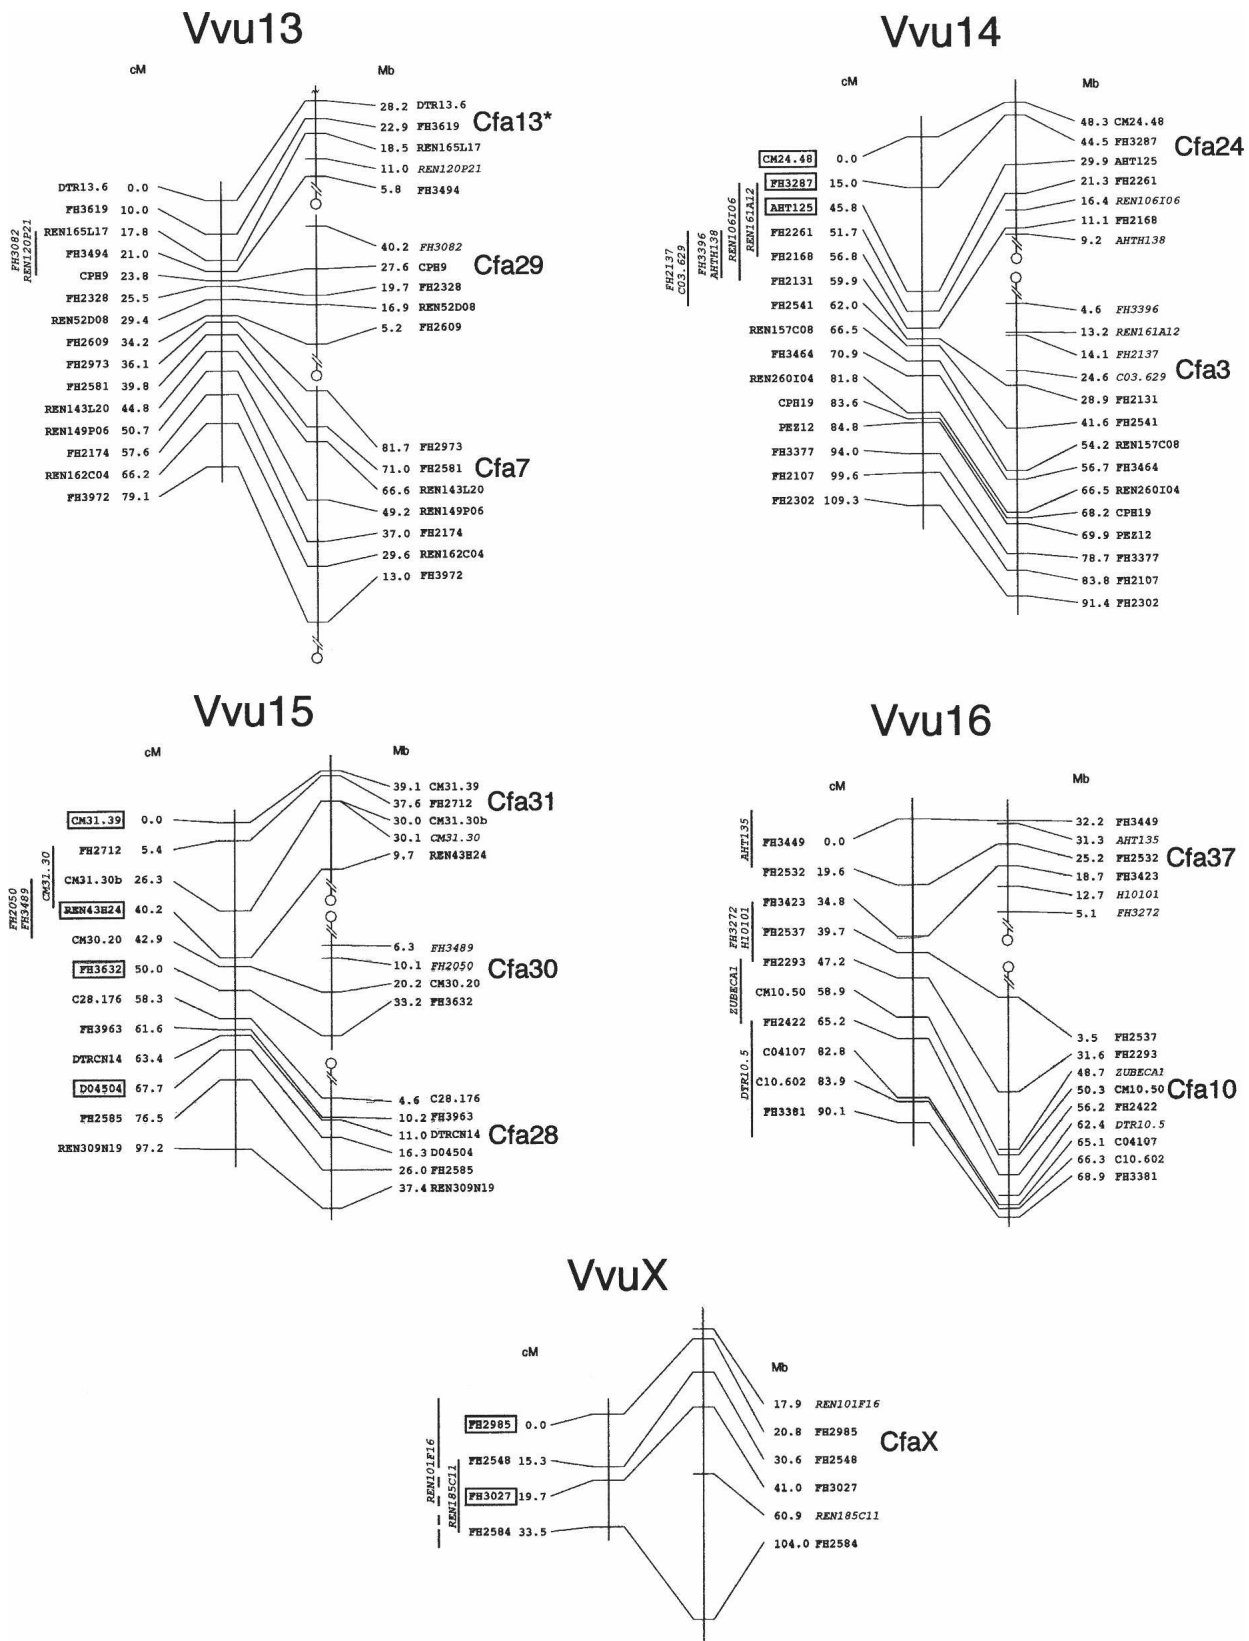 Vvu13
cM
Mb
DTR13.6 0.0
FH3619 10.0
REN165L17 17.8
FH3494 21.0
CPH9 23.8
FH2328 25.5
REN52D08 29.4
FH2609 34.2
FH2973 36.1
FH2581 39.8
REN143L20 44.8
REN149P06 50.7
FH2174 57.6
REN162C04 66.2
FH3972 79.1
FH3082
REN120P21
28.2 DTR13.6
22.9 FH3619
18.5 REN165L17
11.0 REN120P21
5.8 FH3494
Cfa13*
40.2 FH3082
27.6 CPH9
19.7 FH2328
16.9 REN52D08
5.2 FH2609
Cfa29
81.7 FH2973
71.0 FH2581
66.6 REN143L20
49.2 REN149P06
37.0 FH2174
29.6 REN162C04
13.0 FH3972
Cfa7
Vvu14
cM
Mb
CM24.48 0.0
FH3287 15.0
AHT125 45.8
FH2261 51.7
FH2168 56.8
FH2131 59.9
FH2541 62.0
REN157C08 66.5
FH3464 70.9
REN260I04 81.8
CPH19 83.6
PEZ12 84.8
FH3377 94.0
FH2107 99.6
FH2302 109.3
FH2137
C03.629
FH3396
AHTH138
REN106I06
REN161A12
48.3 CM24.48
44.5 FH3287
29.9 AHT125
21.3 FH2261
16.4 REN106I06
11.1 FH2168
9.2 AHTH138
Cfa24
4.6 FH3396
13.2 REN161A12
14.1 FH2137
24.6 C03.629
28.9 FH2131
41.6 FH2541
54.2 REN157C08
56.7 FH3464
66.5 REN260I04
68.2 CPH19
69.9 PEZ12
78.7 FH3377
83.8 FH2107
91.4 FH2302
Cfa3
Vvu15
cM
Mb
CM31.39 0.0
FH2712 5.4
CM31.30b 26.3
REN43H24 40.2
CM30.20 42.9
FH3632 50.0
C28.176 58.3
FH3963 61.6
DTRCN14 63.4
D04504 67.7
FH2585 76.5
REN309N19 97.2
FH2050
FH3489
CM31.30
39.1 CM31.39
37.6 FH2712
30.0 CM31.30b
30.1 CM31.30
9.7 REN43H24
Cfa31
6.3 FH3489
10.1 FH2050
20.2 CM30.20
33.2 FH3632
Cfa30
4.6 C28.176
10.2 FH3963
11.0 DTRCN14
16.3 D04504
26.0 FH2585
37.4 REN309N19
Cfa28
Vvu16
cM
Mb
FH3449 0.0
FH2532 19.6
FH3423 34.8
FH2537 39.7
FH2293 47.2
CM10.50 58.9
FH2422 65.2
C04107 82.8
C10.602 83.9
FH3381 90.1
AHT135
FH3272
H10101
ZUBECA1
DTR10.5
32.2 FH3449
31.3 AHT135
25.2 FH2532
18.7 FH3423
12.7 H10101
5.1 FH3272
Cfa37
3.5 FH2537
31.6 FH2293
48.7 ZUBECA1
50.3 CM10.50
56.2 FH2422
62.4 DTR10.5
65.1 C04107
66.3 C10.602
68.9 FH3381
Cfa10
VvuX
cM
Mb
FH2985 0.0
FH2548 15.3
FH3027 19.7
FH2584 33.5
REN101F16
REN185C11
17.9 REN101F16
20.8 FH2985
30.6 FH2548
41.0 FH3027
60.9 REN185C11
104.0 FH2584
CfaX